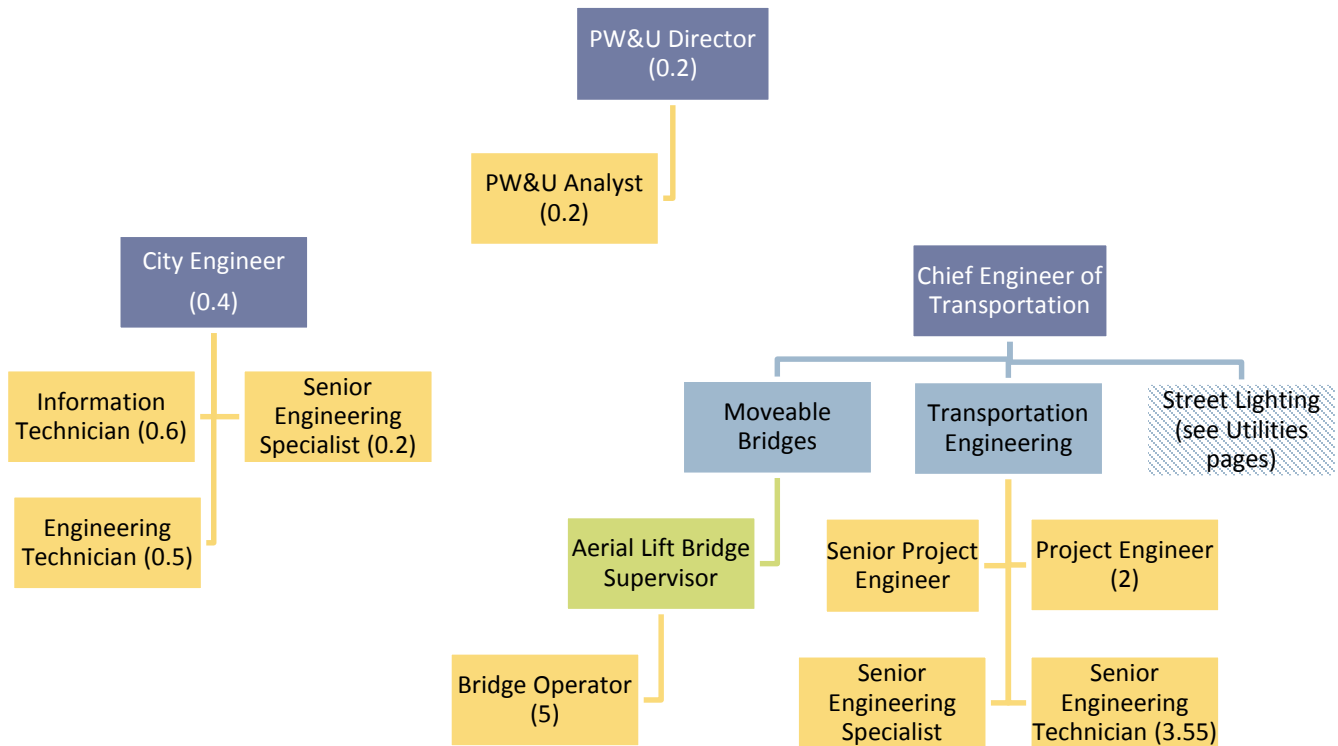 PW&U Director
(0.2)
PW&U Analyst
(0.2)
City Engineer
(0.4)
Information
Technician (0.6)
Senior
Engineering
Specialist (0.2)
Engineering
Technician (0.5)
Chief Engineer of
Transportation
Moveable
Bridges
Transportation
Engineering
Street Lighting
(see Utilities
pages)
Aerial Lift Bridge
Supervisor
Bridge Operator
(5)
Senior Project
Engineer
Project Engineer
(2)
Senior
Engineering
Specialist
Senior
Engineering
Technician (3.55)